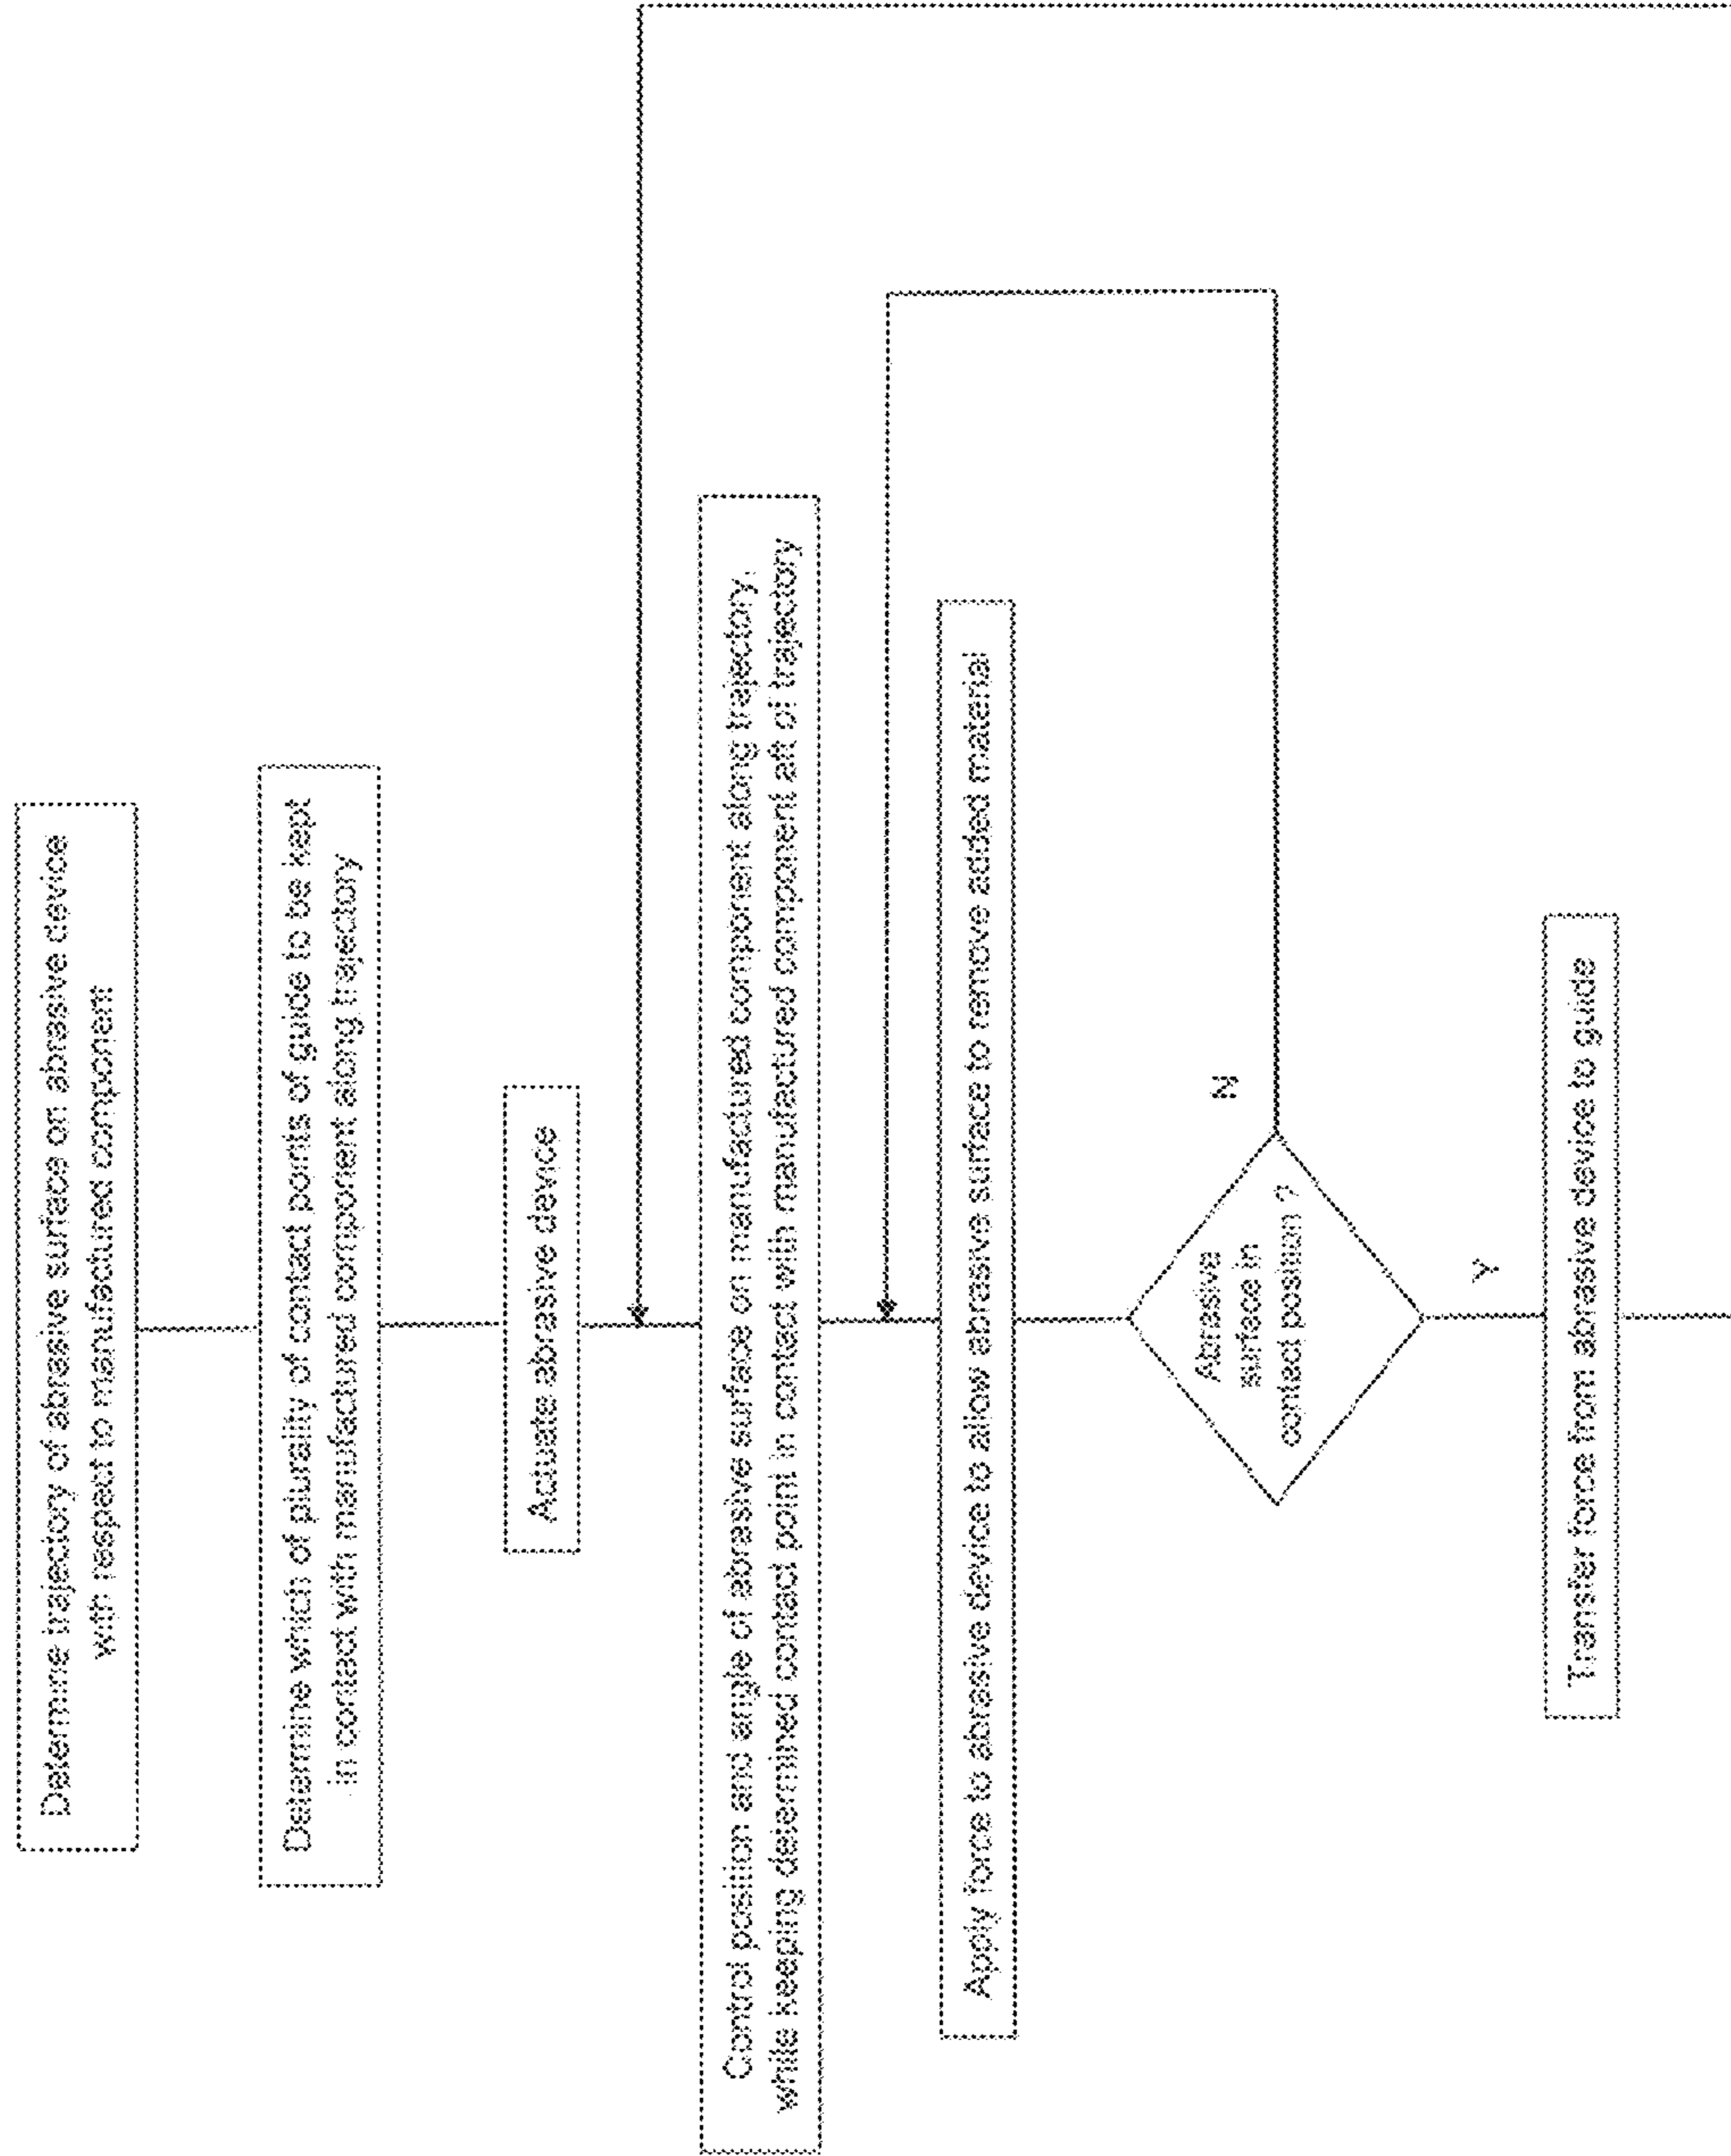 Determine trajectory of abrasive surface on abrasive device
with respect to manufactured component
Determine which of plurality of contact points of guide to be kept
in contact with manufactured component along trajectory
Actuate abrasive device
Control position and angle of abrasive surface on manufactured component along trajectory,
while keeping determined contact point in contact with manufactured component aft of trajectory
Apply force to abrasive device to allow abrasive surface to remove added material
Abrasive
surface in
contact position ?
N
Y
Transfer force from abrasive device to guide